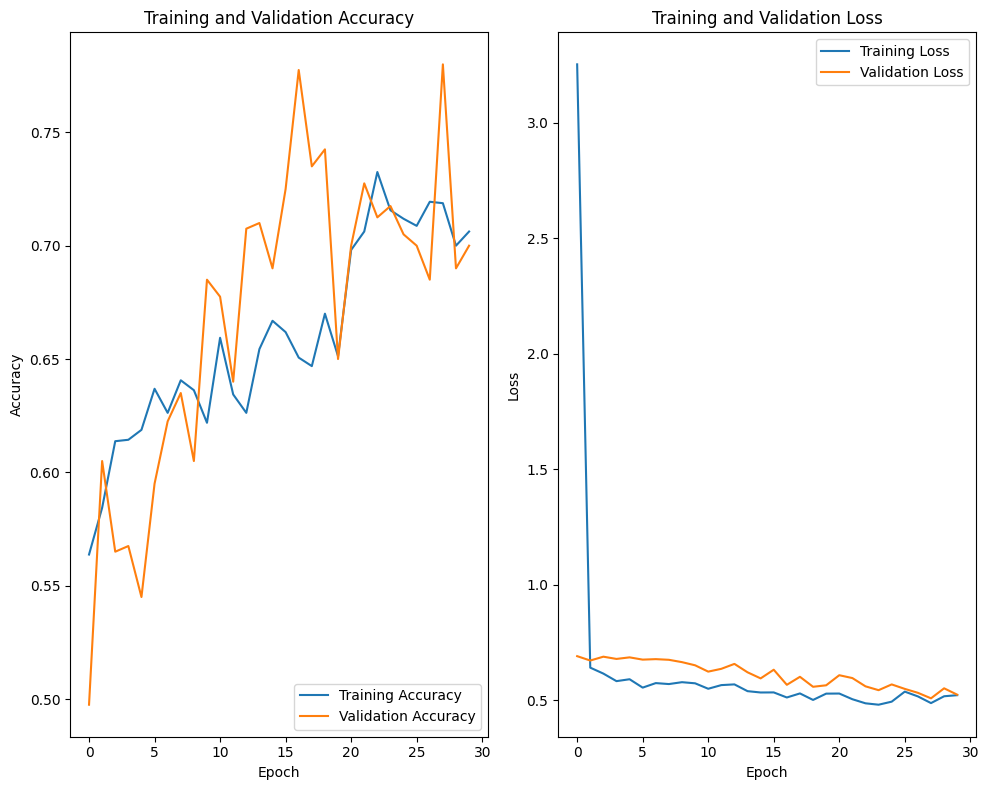 Training and Validation Accuracy
0.75
0.70
0.65
0.60
0.55
0.50
Accuracy
Training Accuracy
Validation Accuracy
0 5 10 15 20 25 30
Epoch
Training and Validation Loss
Training Loss
Validation Loss
3.0
2.5
2.0
1.5
1.0
0.5
Loss
0 5 10 15 20 25 30
Epoch